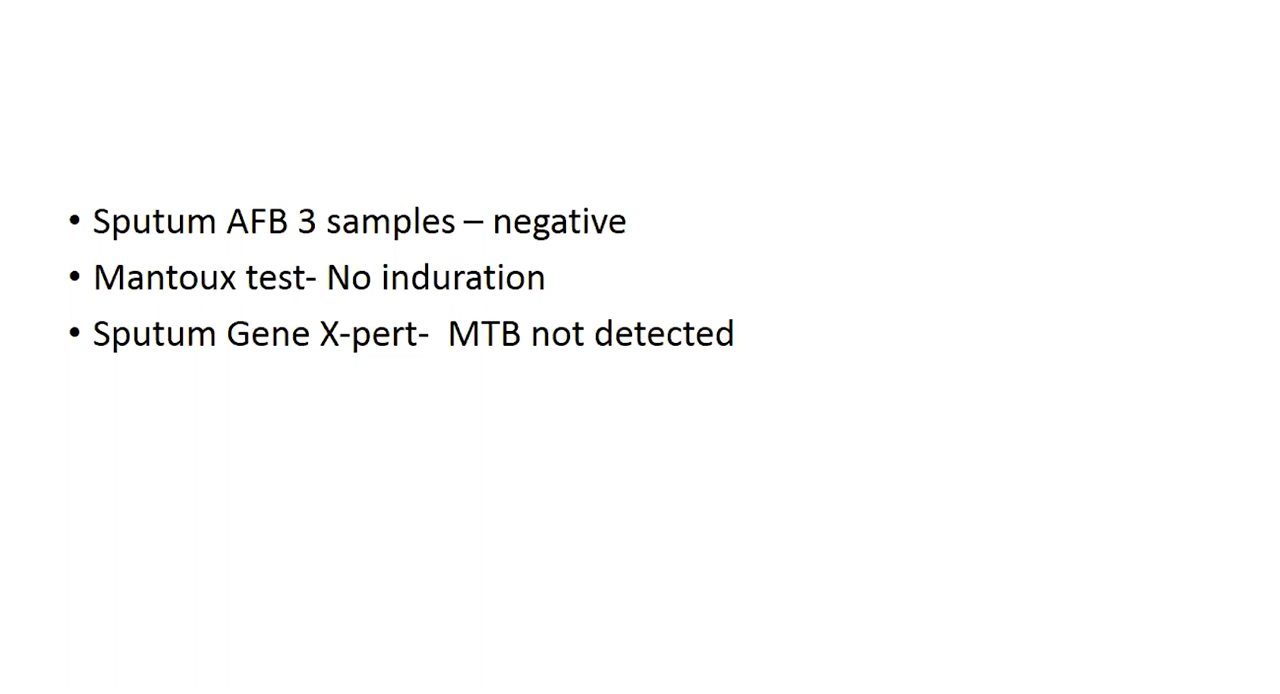 • Sputum AFB 3 samples – negative
• Mantoux test- No induration
• Sputum Gene X-pert-  MTB not detected